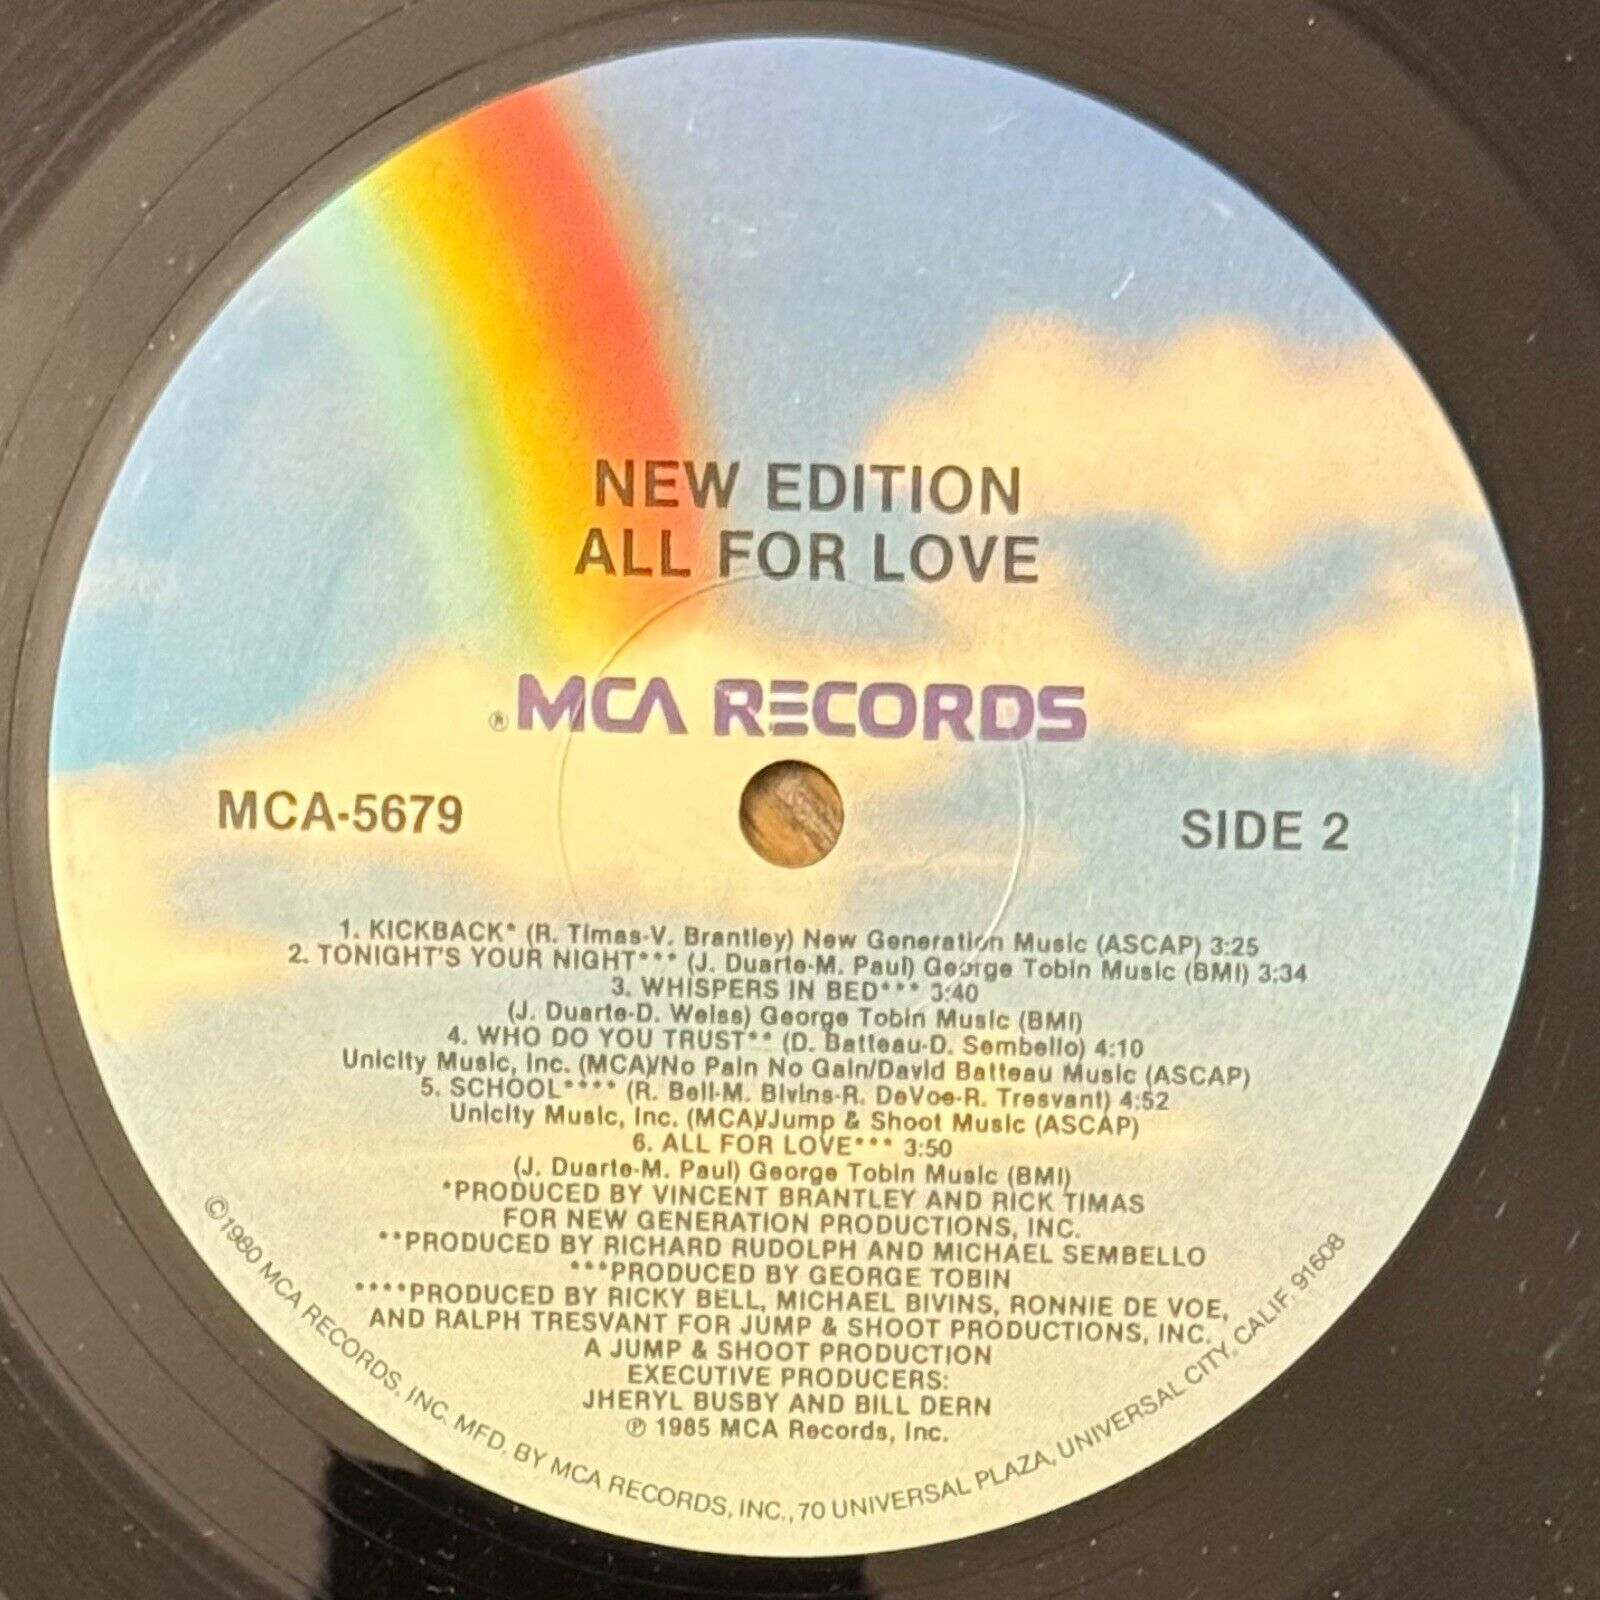 NEW EDITION
ALL FOR LOVE
® MCA RECORDS
MCA-5679
SIDE 2
1. KICKBACK* (R. Timas-V. Brantley) New Generation Music (ASCAP) 3:25
2. TONIGHT'S YOUR NIGHT*** (J. Duarte-M. Paul) George Tobin Music (BMI) 3:34
3. WHISPERS IN BED*** 3:40
(J. Duarte-D. Weiss) George Tobin Music (BMI)
4. WHO DO YOU TRUST** (D. Batteau-D. Sembello) 4:10
Unicity Music, Inc. (MCA)/No Pain No Gain/David Batteau Music (ASCAP)
5. SCHOOL**** (R. Bell-M. Bivins-R. DeVoe-R. Tresvant) 4:52
Unicity Music, Inc. (MCA)/Jump & Shoot Music (ASCAP)
6. ALL FOR LOVE*** 3:50
(J. Duarte-M. Paul) George Tobin Music (BMI)
*PRODUCED BY VINCENT BRANTLEY AND RICK TIMAS
FOR NEW GENERATION PRODUCTIONS, INC.
**PRODUCED BY RICHARD RUDOLPH AND MICHAEL SEMBELLO
***PRODUCED BY GEORGE TOBIN
****PRODUCED BY RICKY BELL, MICHAEL BIVINS, RONNIE DE VOE,
AND RALPH TRESVANT FOR JUMP & SHOOT PRODUCTIONS, INC.
A JUMP & SHOOT PRODUCTION
EXECUTIVE PRODUCERS:
JHERYL BUSBY AND BILL DERN
℗ 1985 MCA Records, Inc.
©1980 MCA RECORDS, INC. MFD. BY MCA RECORDS, INC., 70 UNIVERSAL PLAZA, UNIVERSAL CITY, CALIF. 91608